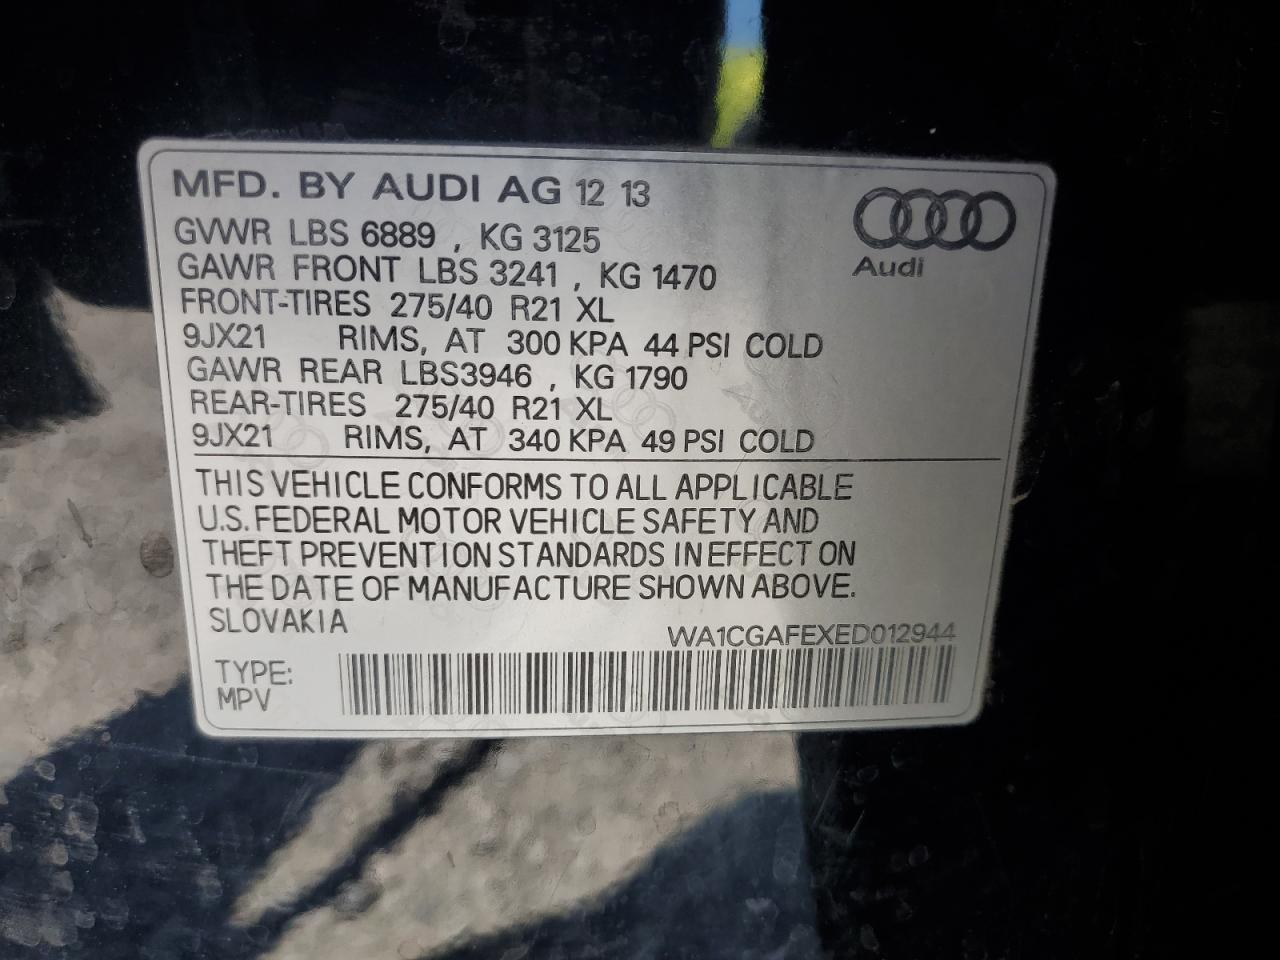 MFD. BY AUDI AG 12 13
Audi
GVWR LBS 6889 , KG 3125
GAWR FRONT LBS 3241 , KG 1470
FRONT-TIRES 275/40 R21 XL
9JX21 RIMS, AT 300 KPA 44 PSI COLD
GAWR REAR LBS3946 , KG 1790
REAR-TIRES 275/40 R21 XL
9JX21 RIMS, AT 340 KPA 49 PSI COLD
THIS VEHICLE CONFORMS TO ALL APPLICABLE
U.S. FEDERAL MOTOR VEHICLE SAFETY AND
THEFT PREVENTION STANDARDS IN EFFECT ON
THE DATE OF MANUFACTURE SHOWN ABOVE.
SLOVAKIA
WA1CGAFEXED012944
TYPE:
MPV